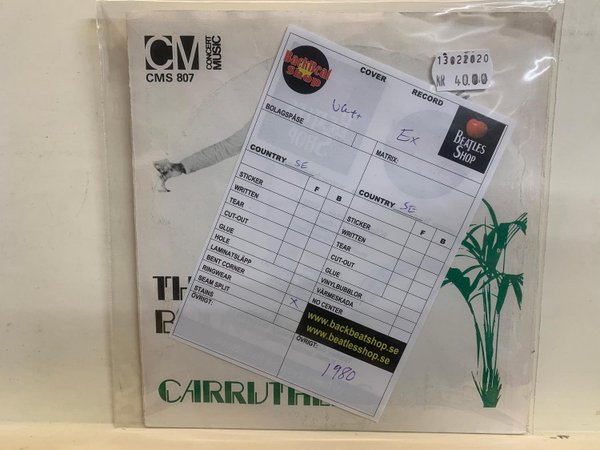 CM
CONCERT
MUSIC
CMS 807
13022020
KR 40.00
BackBeat
Shop
COVER
RECORD
Ex
BEATLES
SHOP
BOLAGSPÅSE
MATRIX:
COUNTRY SE
COUNTRY SE
F B
F B
STICKER
WRITTEN
TEAR
CUT-OUT
GLUE
HOLE
LAMINATSLÄPP
BENT CORNER
RINGWEAR
SEAM SPLIT
STAINS
ÖVRIGT:
X
STICKER
WRITTEN
TEAR
CUT-OUT
GLUE
VINYLBUBBLOR
VÄRMESKADA
NO CENTER
www.backbeatshop.se
www.beatlesshop.se
ÖVRIGT:
1980